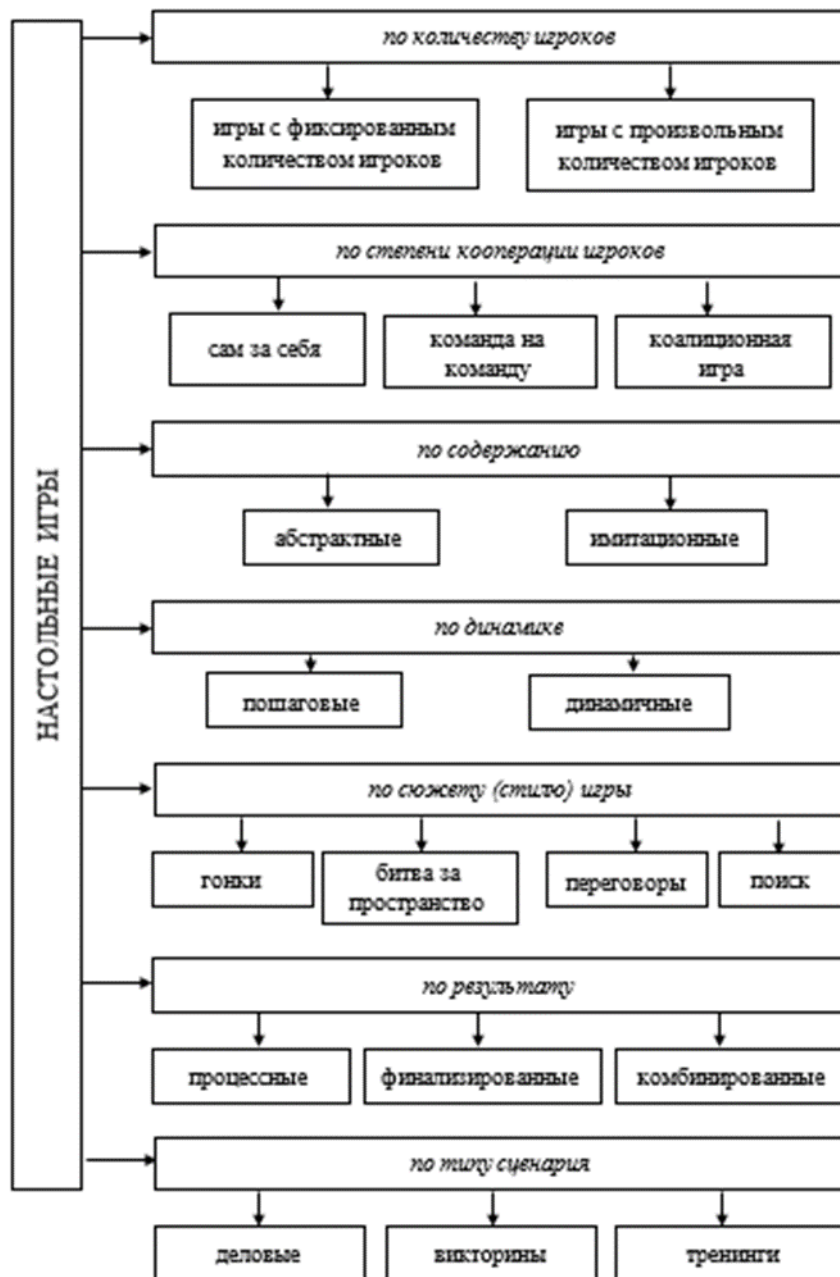 НАСТОЛЬНЫЕ ИГРЫ
по количеству игроков
игры с фиксированным
количеством игроков
игры с произвольным
количеством игроков
по степени кооперации игроков
сам за себя
команда на
команду
коалиционная
игра
по содержанию
абстрактные
имитационные
по динамике
пошаговые
динамичные
по сюжету (стилю) игры
гонки
битва за
пространство
переговоры
поиск
по результату
процессные
финализированные
комбинированные
по типу сценария
деловые
викторины
тренинги